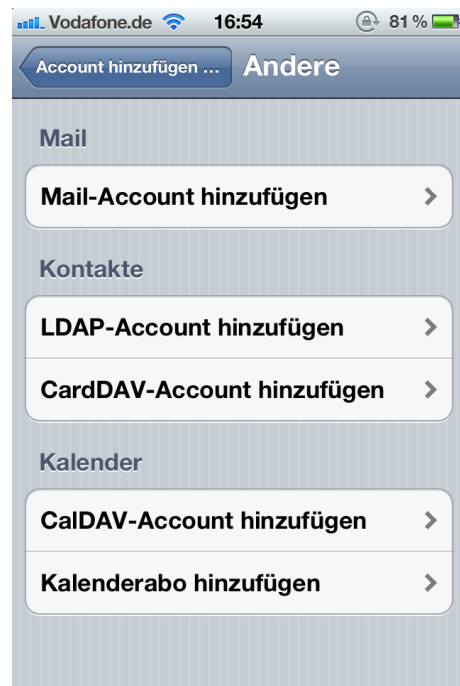 Vodafone.de 16:54 81 %
Account hinzufügen ... Andere
Mail
Mail-Account hinzufügen
Kontakte
LDAP-Account hinzufügen
CardDAV-Account hinzufügen
Kalender
CalDAV-Account hinzufügen
Kalenderabo hinzufügen